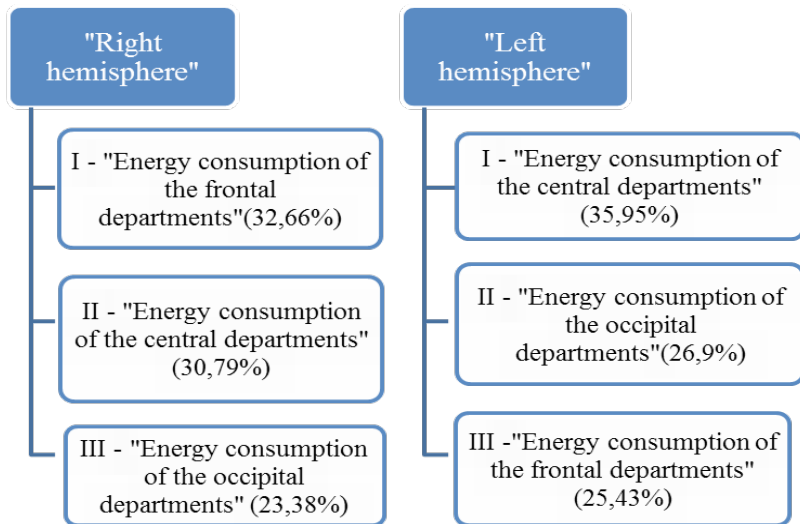 "Right
hemisphere"
I - "Energy consumption of
the frontal
departments"(32,66%)
II - "Energy consumption
of the central departments"
(30,79%)
III - "Energy consumption
of the occipital
departments" (23,38%)
"Left
hemisphere"
I - "Energy consumption of
the central departments"
(35,95%)
II - "Energy consumption of
the occipital
departments"(26,9%)
III -"Energy consumption of
the frontal departments"
(25,43%)